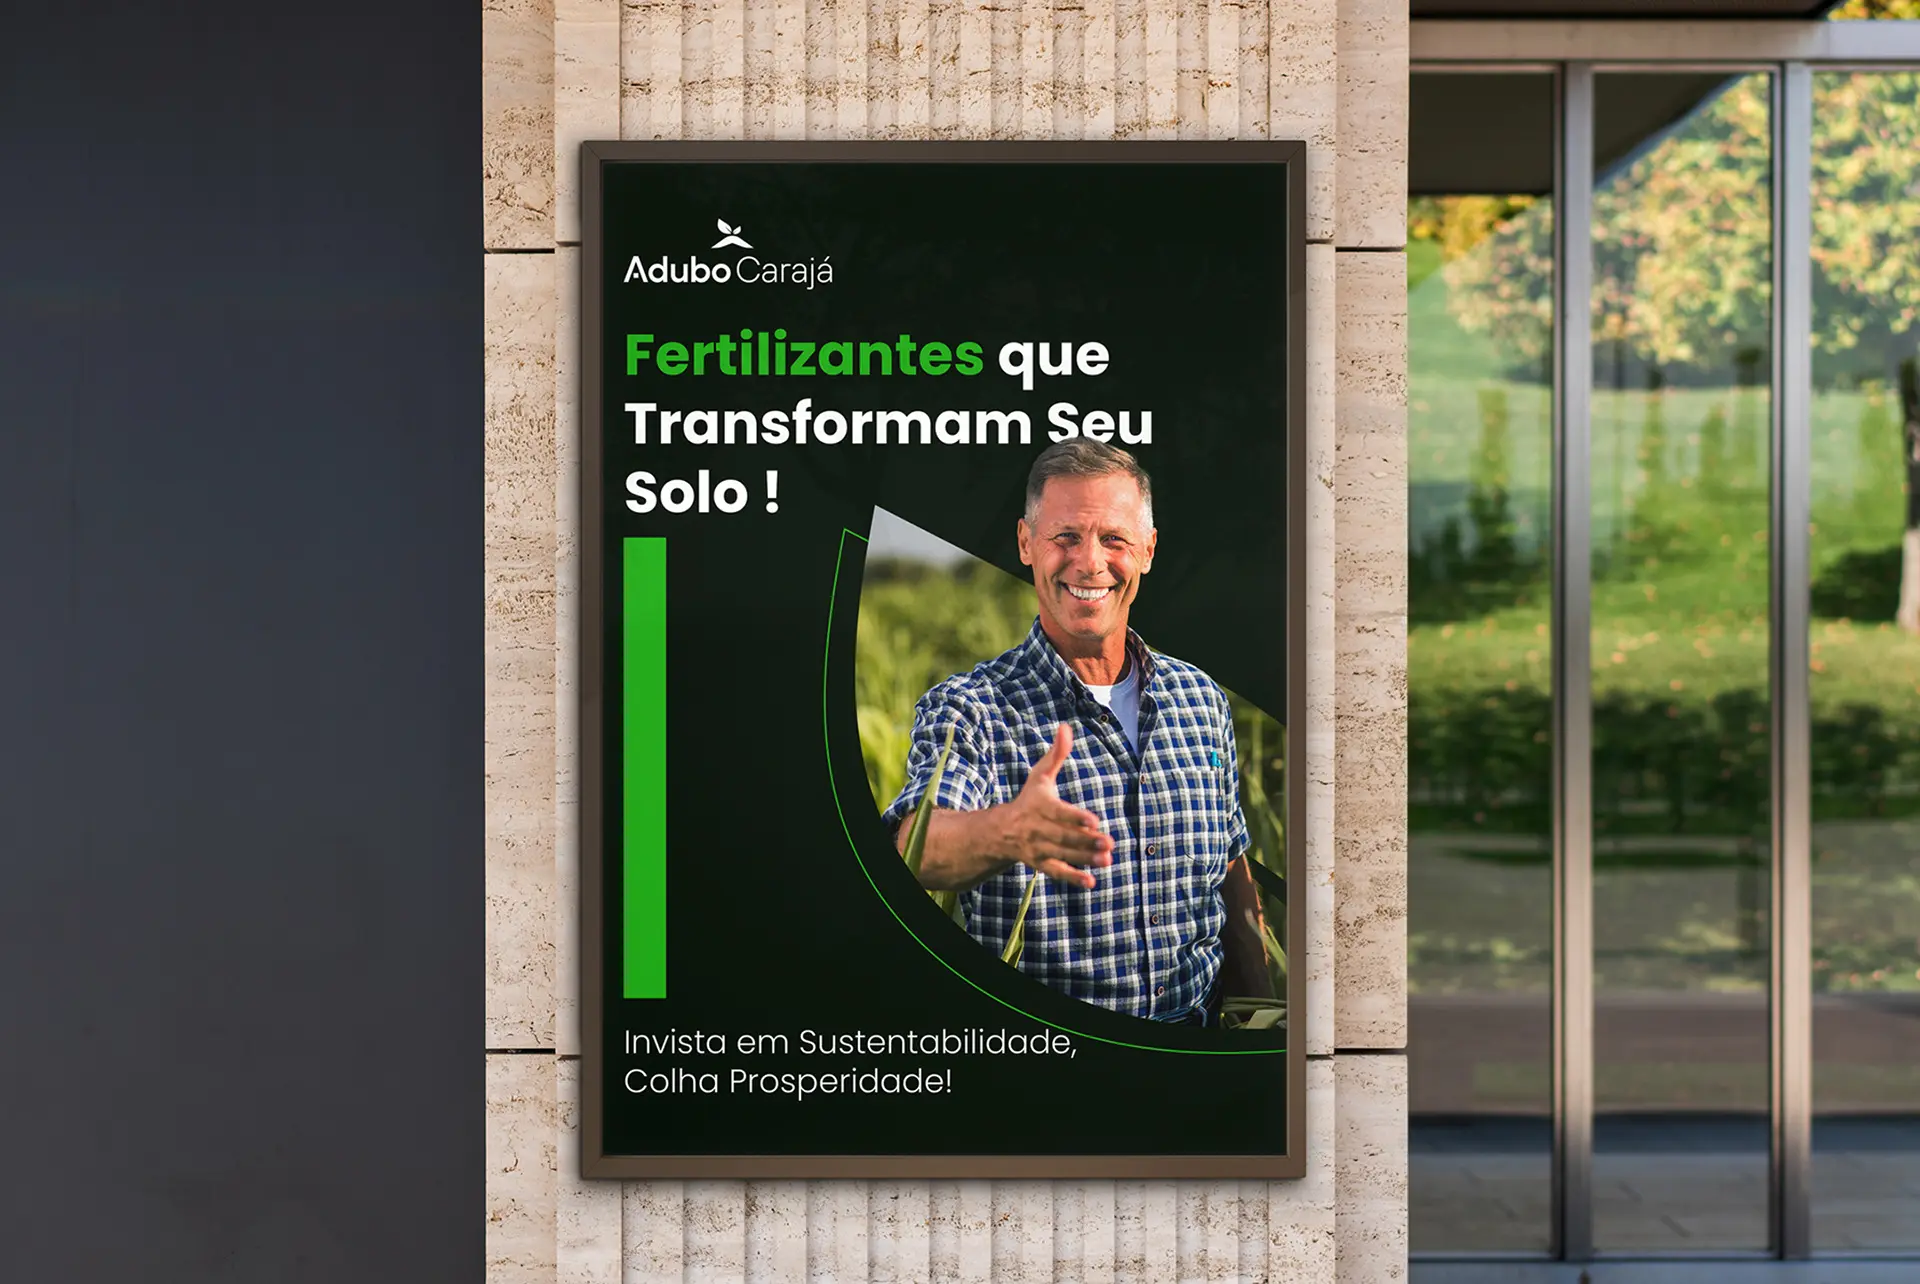 Adubo Carajá
Fertilizantes que
Transformam Seu
Solo !
Invista em Sustentabilidade,
Colha Prosperidade!